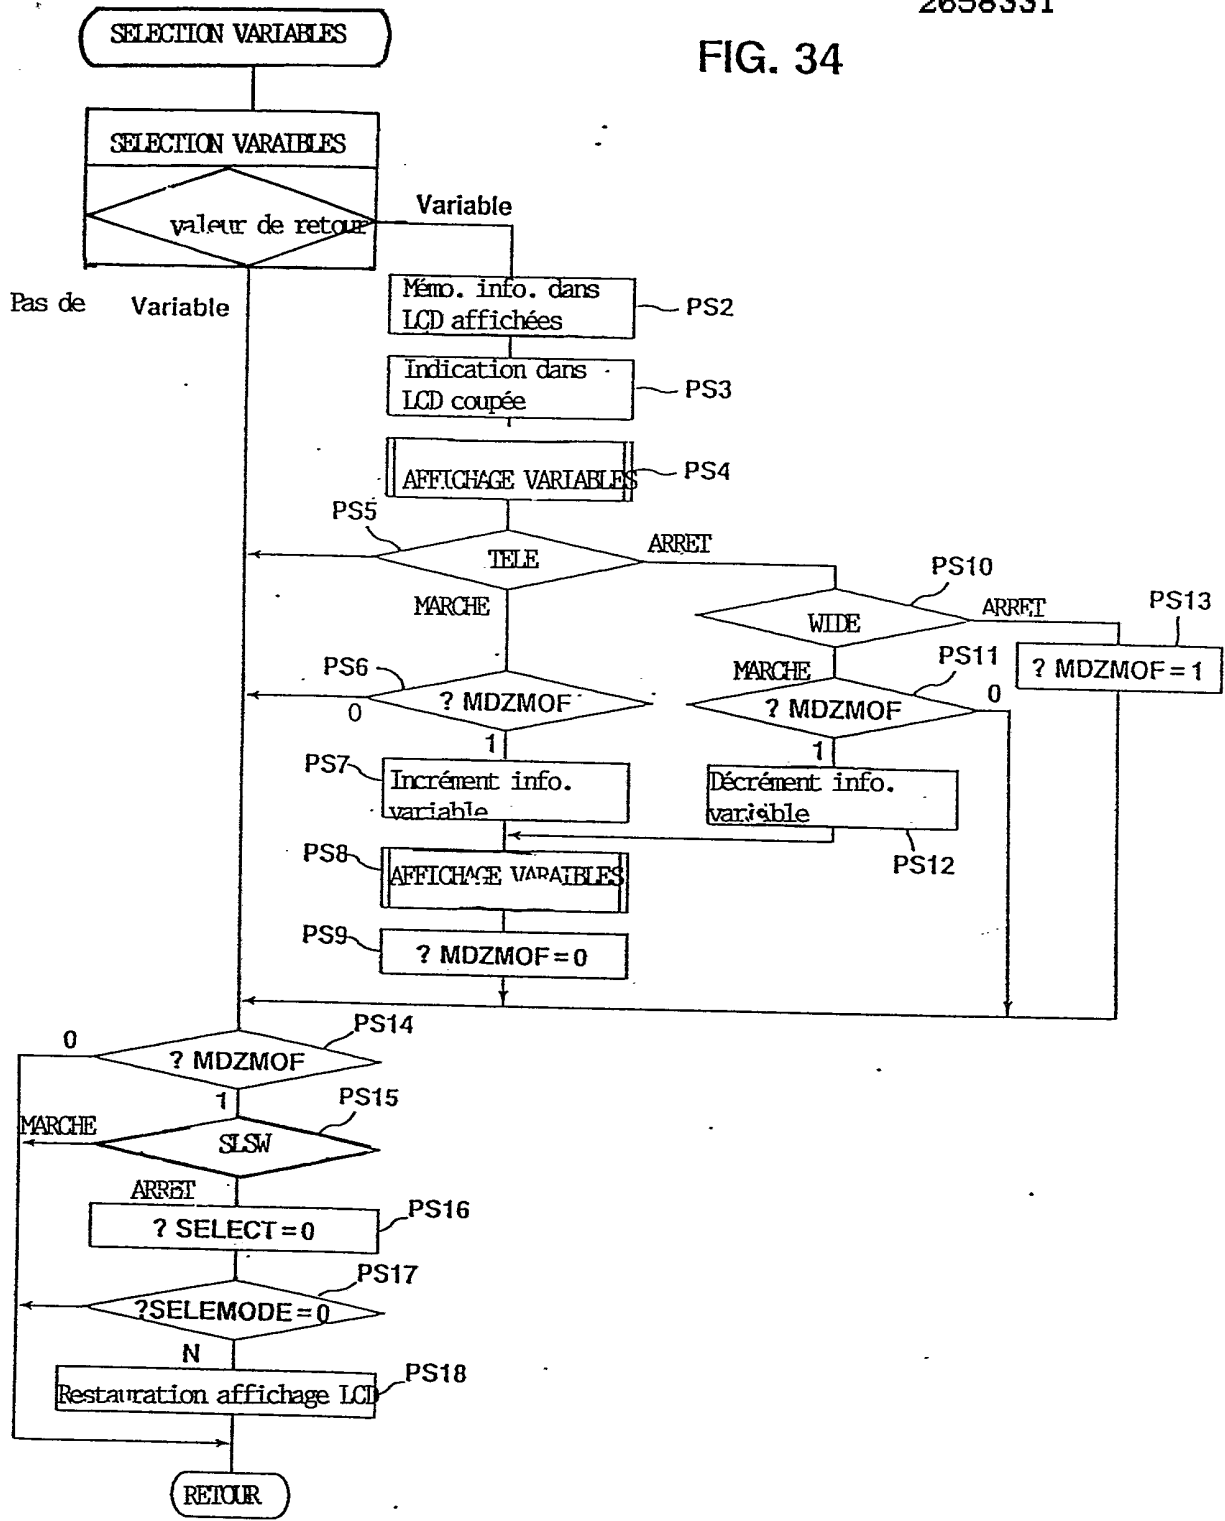 2658331
FIG. 34
SELECTION VARIABLES
SELECTION VARAIBLES
valeur de retour
Variable
Pas de Variable
Mémo. info. dans
LCD affichées
PS2
Indication dans
LCD coupée
PS3
AFFICHAGE VARIABLES
PS4
PS5
TELE
ARRET
MARCHE
PS10
WIDE
ARRET
PS13
? MDZMOF = 1
MARCHE
PS11
PS6
? MDZMOF
0
1
? MDZMOF
0
1
PS7
Incrément info.
variable
Décrément info.
variable
PS12
PS8
AFFICHAGE VARAIBLES
PS9
? MDZMOF = 0
PS14
0
? MDZMOF
1
PS15
MARCHE
SLSW
ARRET
PS16
? SELECT = 0
PS17
?SELEMODE = 0
N
PS18
Restauration affichage LCD
RETOUR